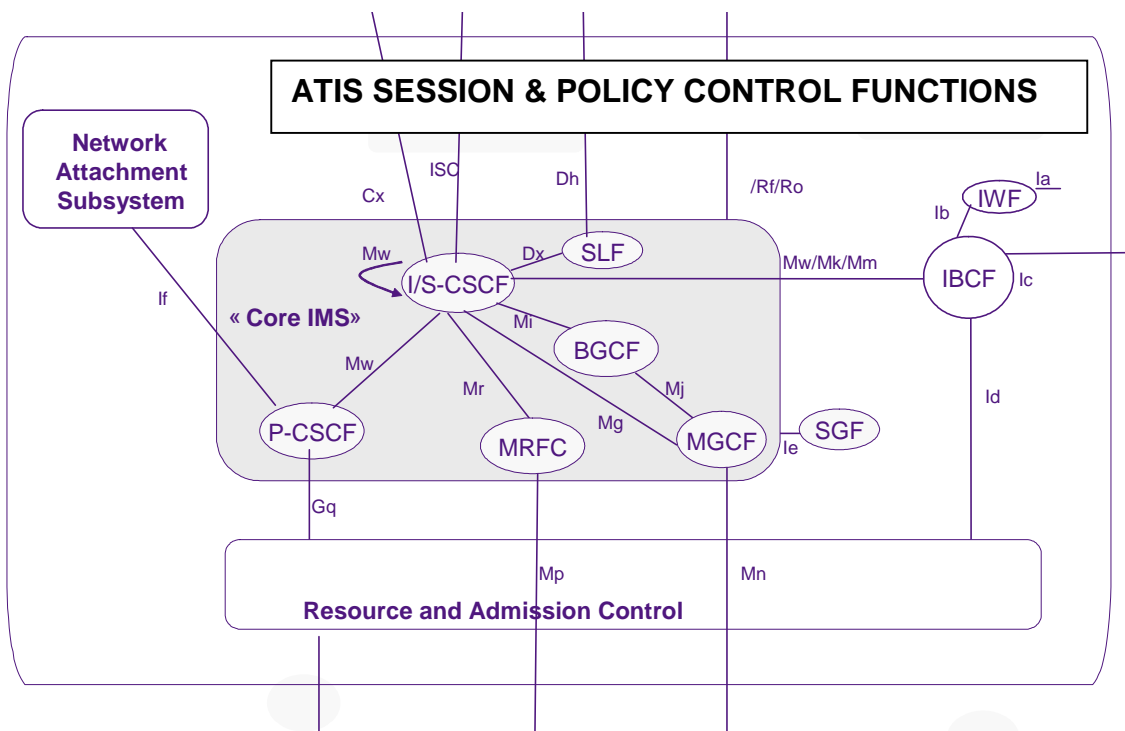 ATIS SESSION & POLICY CONTROL FUNCTIONS
Network
Attachment
Subsystem
Cx
ISC
Dh
/Rf/Ro
Ia
IWF
Ib
Mw
Dx
SLF
Mw/Mk/Mm
I/S-CSCF
IBCF
Ic
If
« Core IMS»
Mi
BGCF
Mw
Mr
Mj
Id
Mg
P-CSCF
MRFC
MGCF
SGF
Ie
Gq
Mp
Mn
Resource and Admission Control